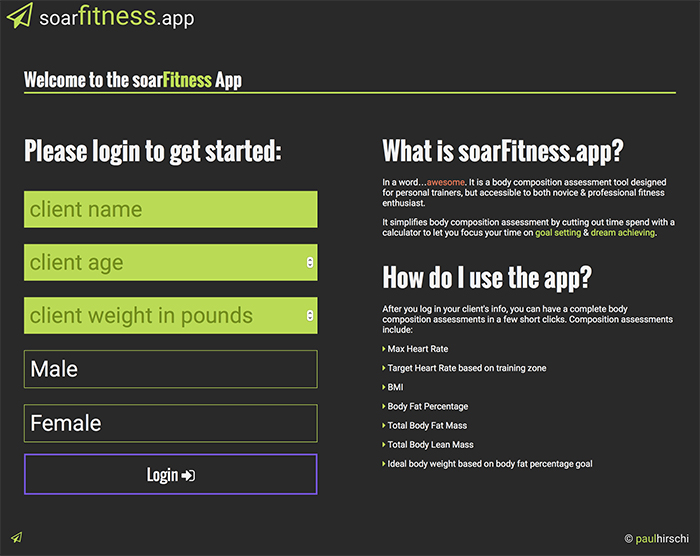 soarfitness.app
Welcome to the soarFitness App
Please login to get started:
client name
client age
client weight in pounds
Male
Female
Login
What is soarFitness.app?
In a word...awesome. It is a body composition assessment tool designed
for personal trainers, but accessible to both novice & professional fitness
enthusiast.
It simplifies body composition assessment by cutting out time spend with a
calculator to let you focus your time on goal setting & dream achieving.
How do I use the app?
After you log in your client's info, you can have a complete body
composition assessments in a few short clicks. Composition assessments
include:
Max Heart Rate
Target Heart Rate based on training zone
BMI
Body Fat Percentage
Total Body Fat Mass
Total Body Lean Mass
Ideal body weight based on body fat percentage goal
© paulhirschi